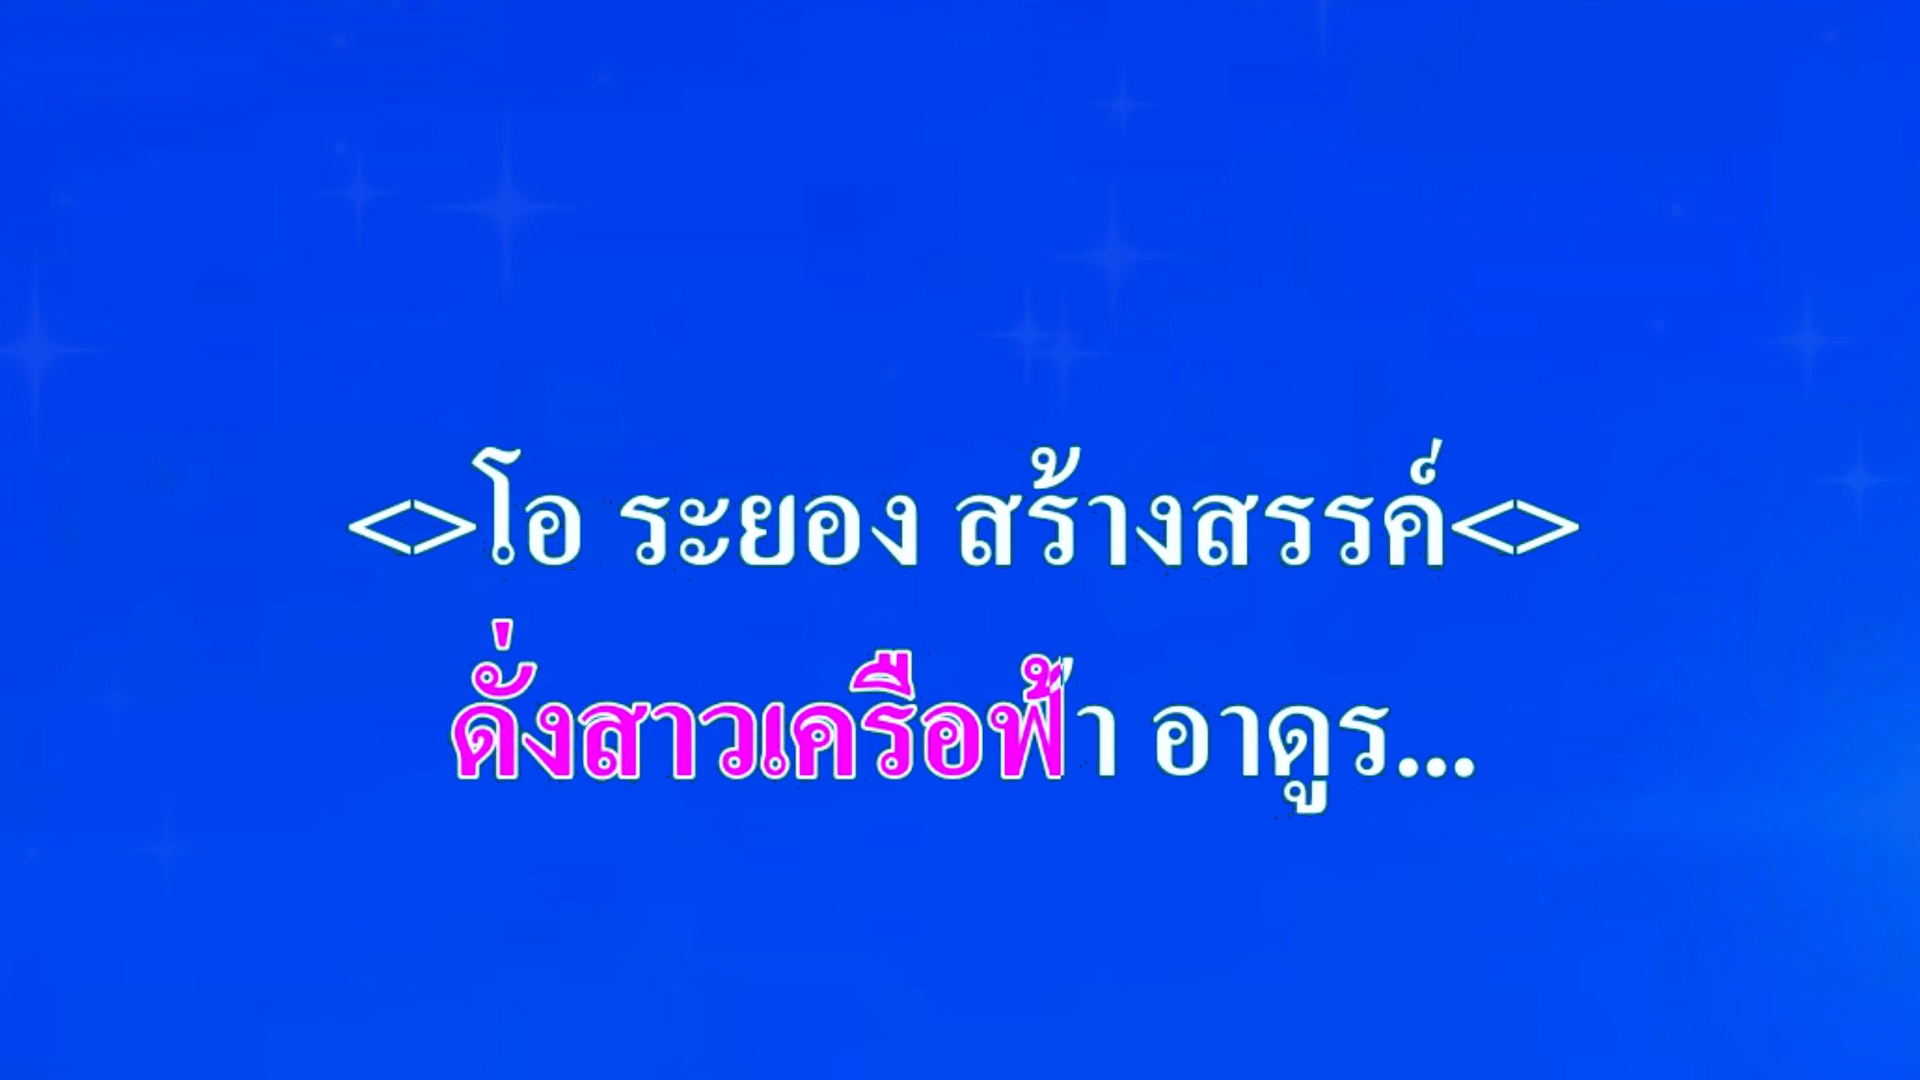 <>โอ ระยอง สร้างสรรค์<>
ดั่งสาวเครือฟ้า อาดูร...